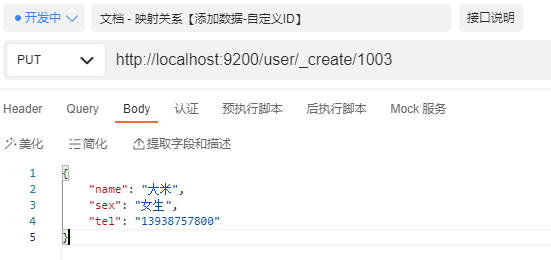 开发中 文档 - 映射关系【添加数据-自定义ID】 接口说明
PUT http://localhost:9200/user/_create/1003
Header Query Body 认证 预执行脚本 后执行脚本 Mock 服务
美化 简化 提取字段和描述
1 {
2 "name": "大米",
3 "sex": "女生",
4 "tel": "13938757800"
5 }